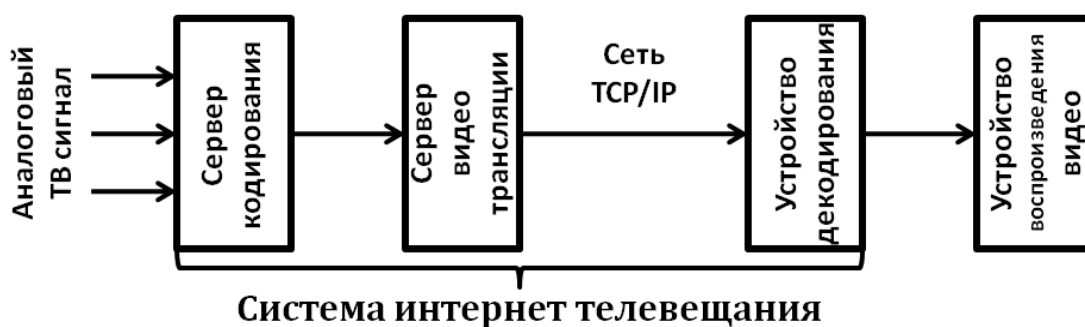 Аналоговый
ТВ сигнал
Сервер
кодирования
Сервер
видео
трансляции
Сеть
TCP/IP
Устройство
декодирования
Устройство
воспроизведения
видео
Система интернет телевещания